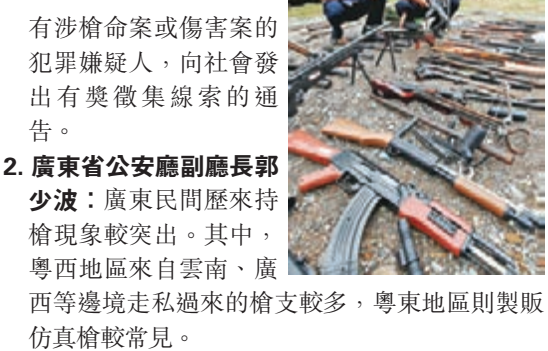 有涉槍命案或傷害案的
犯罪嫌疑人，向社會發
出有獎徵集線索的通
告。
2. 廣東省公安廳副廳長郭
少波：廣東民間歷來持
槍現象較突出。其中，
粵西地區來自雲南、廣
西等邊境走私過來的槍支較多，粵東地區則製販
仿真槍較常見。